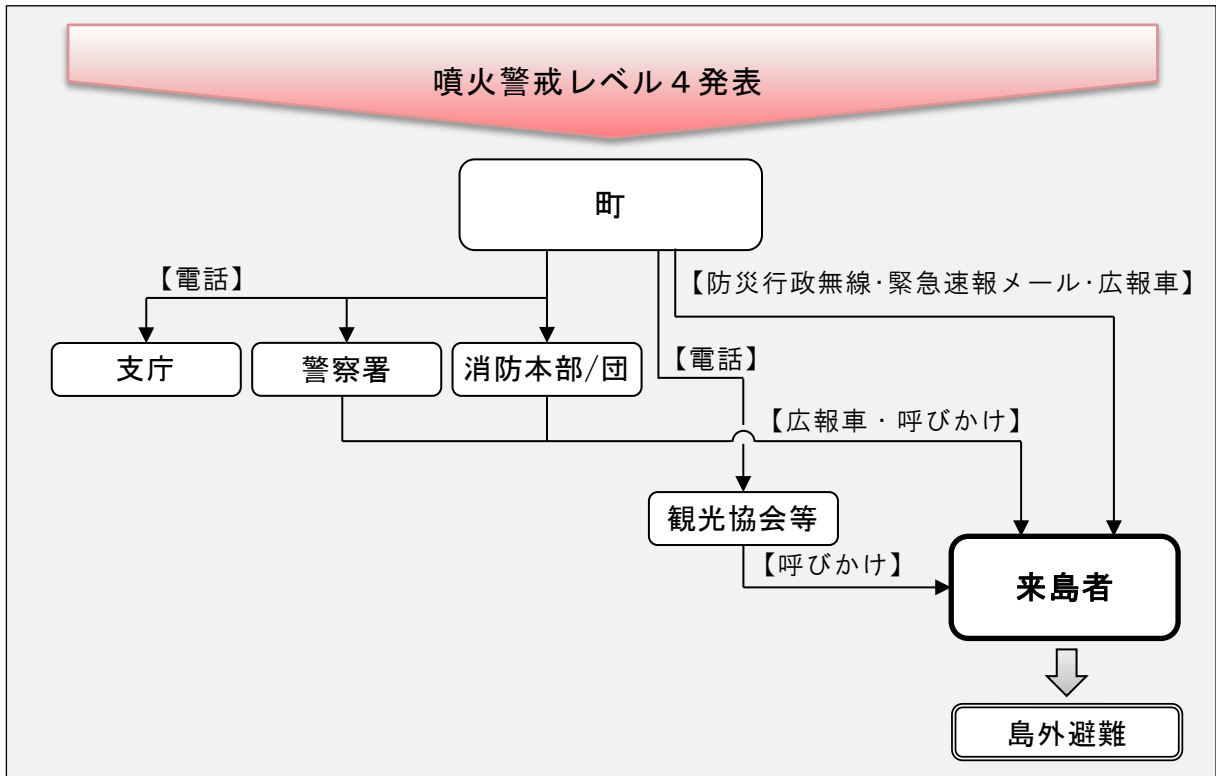 噴火警戒レベル４発表
町
【電話】
【防災行政無線･緊急速報メール･広報車】
支庁
警察署
消防本部/団
【電話】
【広報車・呼びかけ】
観光協会等
【呼びかけ】
来島者
島外避難